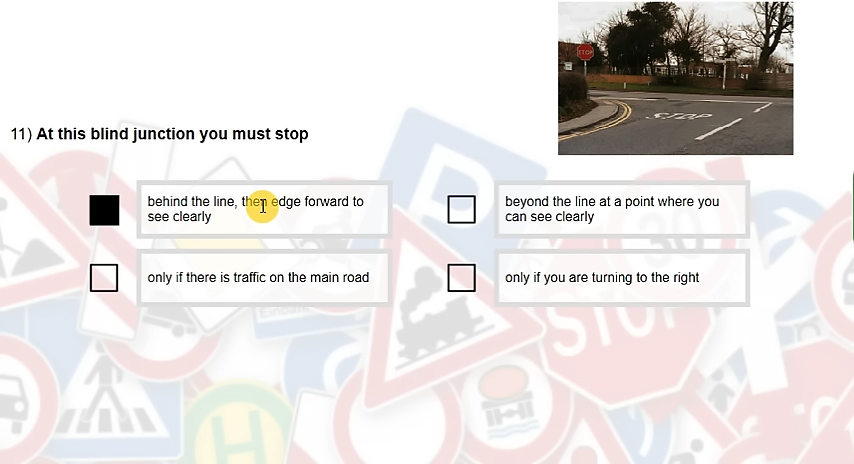 STOP
STOP
11) At this blind junction you must stop
behind the line, then edge forward to
see clearly
beyond the line at a point where you
can see clearly
only if there is traffic on the main road
only if you are turning to the right
P
30
STOP
H